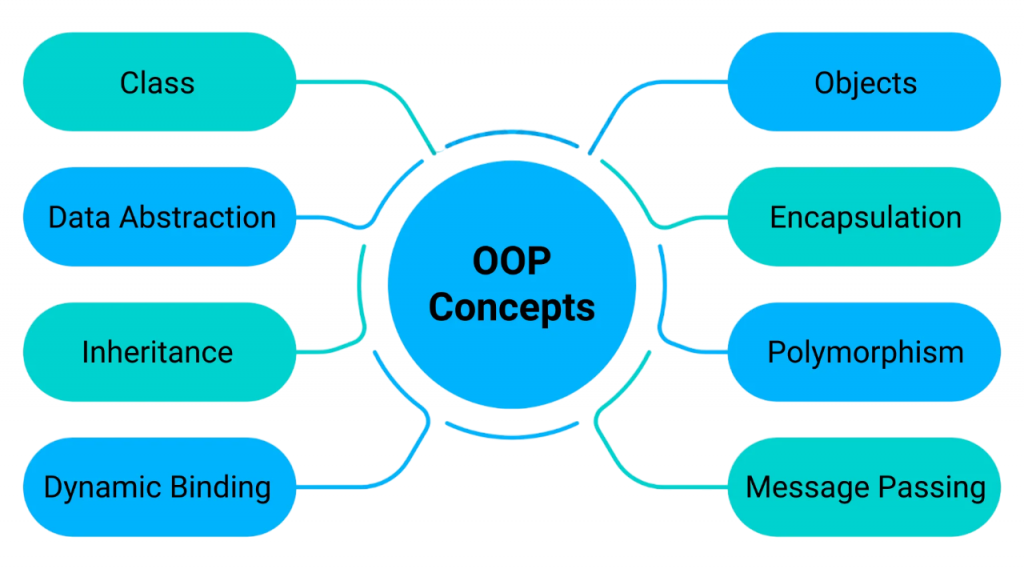 Class
Objects
Data Abstraction
Encapsulation
OOP
Concepts
Inheritance
Polymorphism
Dynamic Binding
Message Passing